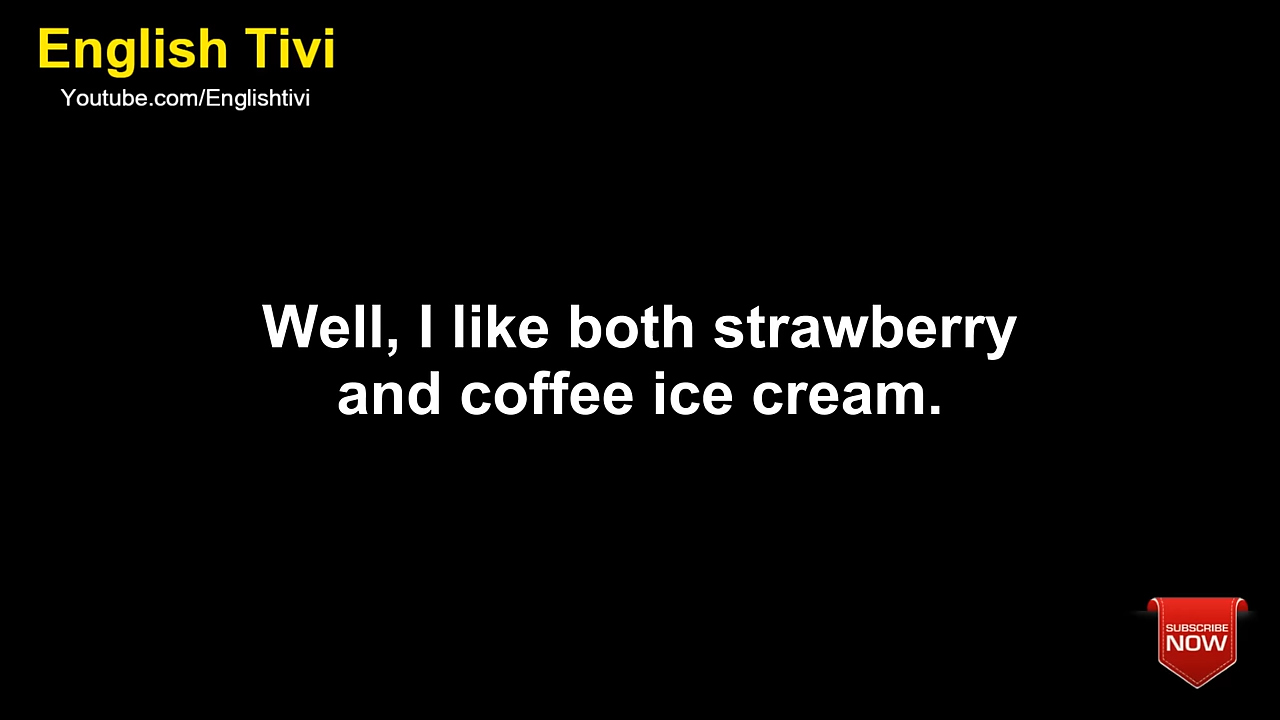 English Tivi
Youtube.com/Englishtivi
Well, I like both strawberry
and coffee ice cream.
SUBSCRIBE
NOW